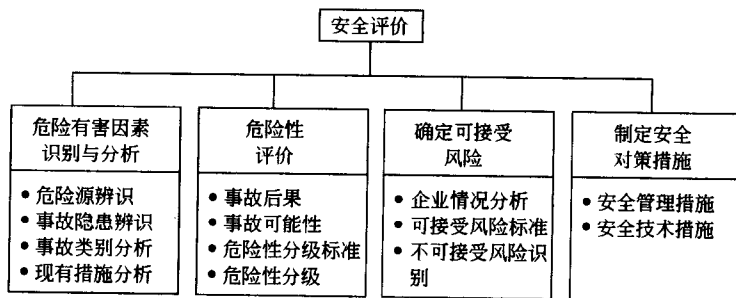 安全评价
危险有害因素
识别与分析
● 危险源辨识
● 事故隐患辨识
● 事故类别分析
● 现有措施分析
危险性
评价
● 事故后果
● 事故可能性
● 危险性分级标准
● 危险性分级
确定可接受
风险
● 企业情况分析
● 可接受风险标准
● 不可接受风险识
别
制定安全
对策措施
● 安全管理措施
● 安全技术措施